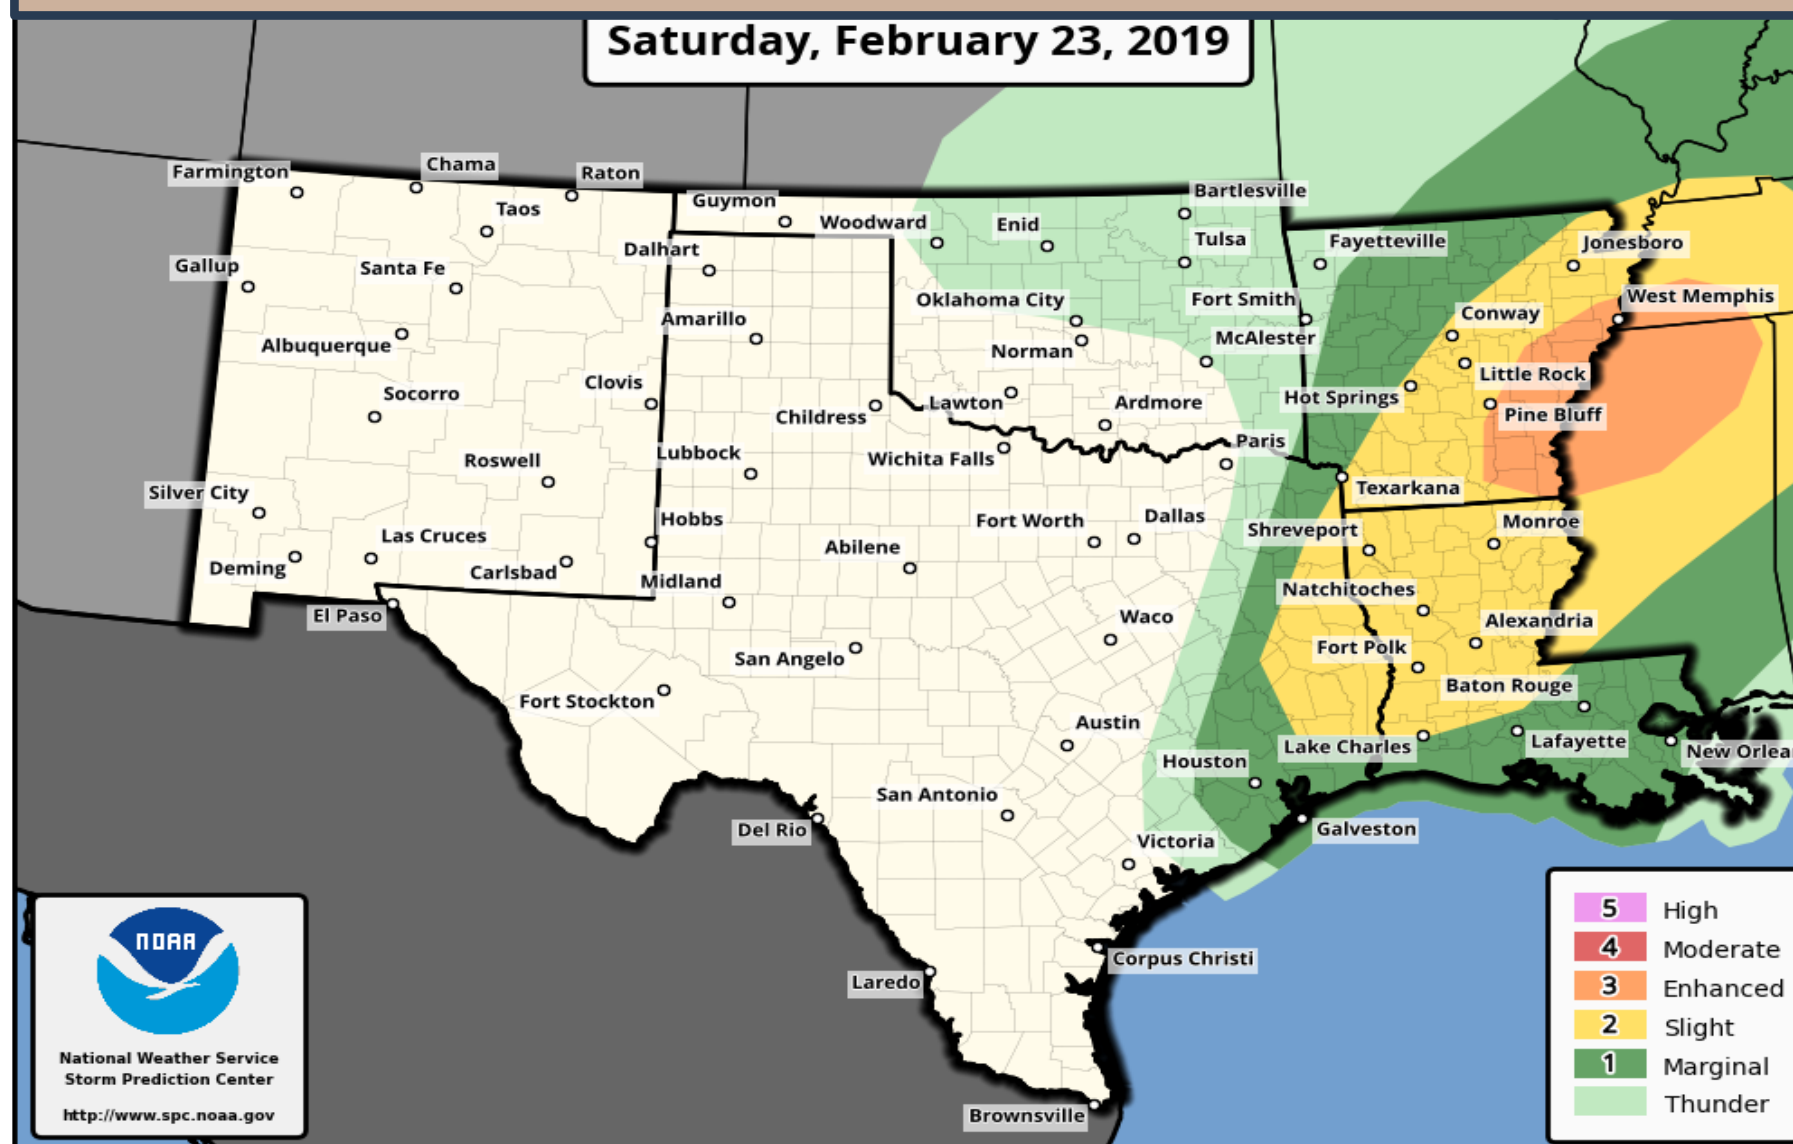 Saturday, February 23, 2019
Farmington
Chama
Raton
Taos
Guymon
Woodward
Enid
Bartlesville
Tulsa
Fayetteville
Jonesboro
Gallup
Santa Fe
Dalhart
Oklahoma City
Fort Smith
West Memphis
Albuquerque
Amarillo
Norman
McAlester
Conway
Little Rock
Socorro
Clovis
Childress
Lawton
Ardmore
Hot Springs
Pine Bluff
Roswell
Lubbock
Wichita Falls
Paris
Texarkana
Silver City
Hobbs
Fort Worth
Dallas
Shreveport
Monroe
Las Cruces
Deming
Carlsbad
Midland
Abilene
Natchitoches
El Paso
Waco
Alexandria
San Angelo
Fort Polk
Fort Stockton
Baton Rouge
Austin
Lake Charles
Lafayette
New Orlea
Houston
San Antonio
Del Rio
Galveston
Victoria
Corpus Christi
Laredo
Brownsville
NOAA
National Weather Service
Storm Prediction Center
http://www.spc.noaa.gov
5 High
4 Moderate
3 Enhanced
2 Slight
1 Marginal
Thunder